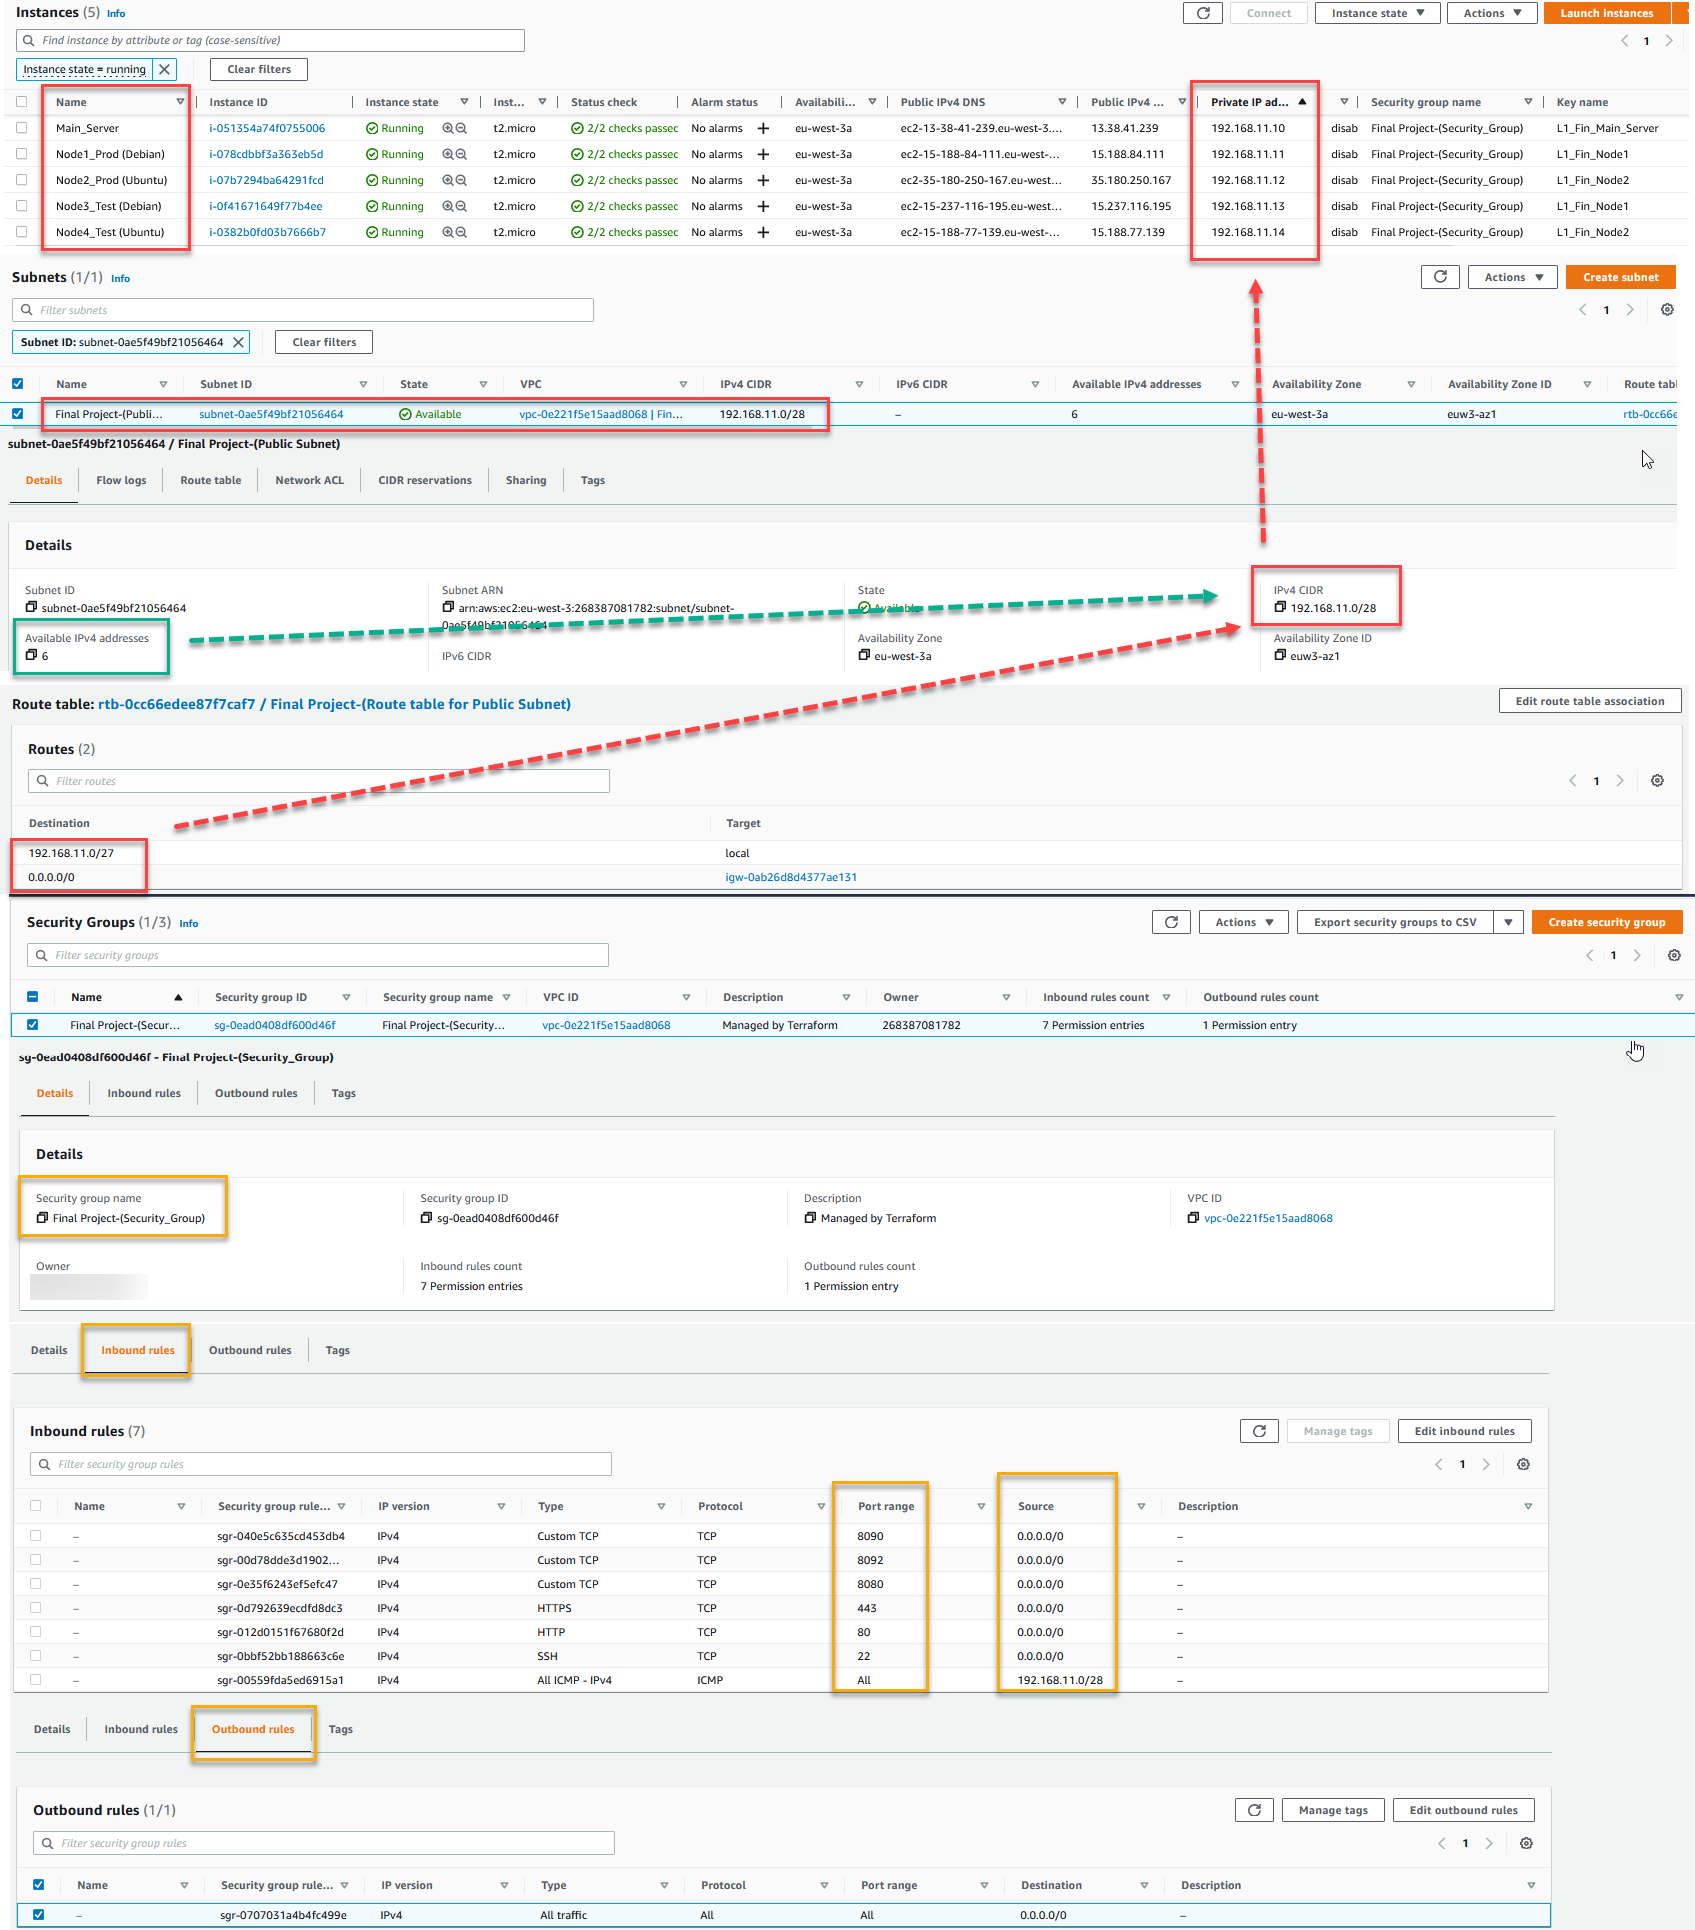 Instances (5) Info
Connect Instance state Actions Launch instances
Find instance by attribute or tag (case-sensitive)
1
Instance state = running Clear filters
Name Instance ID Instance state Inst... Status check Alarm status Availabili... Public IPv4 DNS Public IPv4 ... Private IP ad... Security group name Key name
Main_Server i-051354a74f0755006 Running t2.micro 2/2 checks passed No alarms + eu-west-3a ec2-13-38-41-239.eu-west-3.... 13.38.41.239 192.168.11.10 disab Final Project-(Security_Group) L1_Fin_Main_Server
Node1_Prod (Debian) i-078cdbbf3a363eb5d Running t2.micro 2/2 checks passed No alarms + eu-west-3a ec2-15-188-84-111.eu-west-... 15.188.84.111 192.168.11.11 disab Final Project-(Security_Group) L1_Fin_Node1
Node2_Prod (Ubuntu) i-07b7294ba64291fcd Running t2.micro 2/2 checks passed No alarms + eu-west-3a ec2-35-180-250-167.eu-west... 35.180.250.167 192.168.11.12 disab Final Project-(Security_Group) L1_Fin_Node2
Node3_Test (Debian) i-0f41671649f77b4ee Running t2.micro 2/2 checks passed No alarms + eu-west-3a ec2-15-237-116-195.eu-west... 15.237.116.195 192.168.11.13 disab Final Project-(Security_Group) L1_Fin_Node1
Node4_Test (Ubuntu) i-0382b0fd03b7666b7 Running t2.micro 2/2 checks passed No alarms + eu-west-3a ec2-15-188-77-139.eu-west-... 15.188.77.139 192.168.11.14 disab Final Project-(Security_Group) L1_Fin_Node2
Subnets (1/1) Info
Actions Create subnet
Filter subnets
1
Subnet ID: subnet-0ae5f49bf21056464 Clear filters
Name Subnet ID State VPC IPv4 CIDR IPv6 CIDR Available IPv4 addresses Availability Zone Availability Zone ID Route tabl
Final Project-(Publi... subnet-0ae5f49bf21056464 Available vpc-0e221f5e15aad8068 | Fin... 192.168.11.0/28 – 6 eu-west-3a euw3-az1 rtb-0cc66e
subnet-0ae5f49bf21056464 / Final Project-(Public Subnet)
Details Flow logs Route table Network ACL CIDR reservations Sharing Tags
Details
Subnet ID Subnet ARN State IPv4 CIDR
subnet-0ae5f49bf21056464 arn:aws:ec2:eu-west-3:268387081782:subnet/subnet- Available 192.168.11.0/28
0ae5f49bf21056464
Available IPv4 addresses Availability Zone Availability Zone ID
6 IPv6 CIDR eu-west-3a euw3-az1
Route table: rtb-0cc66edee87f7caf7 / Final Project-(Route table for Public Subnet)
Edit route table association
Routes (2)
Filter routes
1
Destination Target
192.168.11.0/27 local
0.0.0.0/0 igw-0ab26d8d4377ae131
Security Groups (1/3) Info
Actions Export security groups to CSV Create security group
Filter security groups
1
Name Security group ID Security group name VPC ID Description Owner Inbound rules count Outbound rules count
Final Project-(Secur... sg-0ead0408df600d46f Final Project-(Security... vpc-0e221f5e15aad8068 Managed by Terraform 268387081782 7 Permission entries 1 Permission entry
sg-0ead0408df600d46f - Final Project-(Security_Group)
Details Inbound rules Outbound rules Tags
Details
Security group name Security group ID Description VPC ID
Final Project-(Security_Group) sg-0ead0408df600d46f Managed by Terraform vpc-0e221f5e15aad8068
Owner Inbound rules count Outbound rules count
7 Permission entries 1 Permission entry
Details Inbound rules Outbound rules Tags
Inbound rules (7)
Manage tags Edit inbound rules
Filter security group rules
1
Name Security group rule... IP version Type Protocol Port range Source Description
– sgr-040e5c635cd453db4 IPv4 Custom TCP TCP 8090 0.0.0.0/0 –
– sgr-00d78dde3d1902... IPv4 Custom TCP TCP 8092 0.0.0.0/0 –
– sgr-0e35f6243ef5efc47 IPv4 Custom TCP TCP 8080 0.0.0.0/0 –
– sgr-0d792639ecdfd8dc3 IPv4 HTTPS TCP 443 0.0.0.0/0 –
– sgr-012d0151f67680f2d IPv4 HTTP TCP 80 0.0.0.0/0 –
– sgr-0bbf52bb188663c6e IPv4 SSH TCP 22 0.0.0.0/0 –
– sgr-00559fda5ed6915a1 IPv4 All ICMP - IPv4 ICMP All 192.168.11.0/28 –
Details Inbound rules Outbound rules Tags
Outbound rules (1/1)
Manage tags Edit outbound rules
Filter security group rules
1
Name Security group rule... IP version Type Protocol Port range Destination Description
– sgr-0707031a4b4fc499e IPv4 All traffic All All 0.0.0.0/0 –